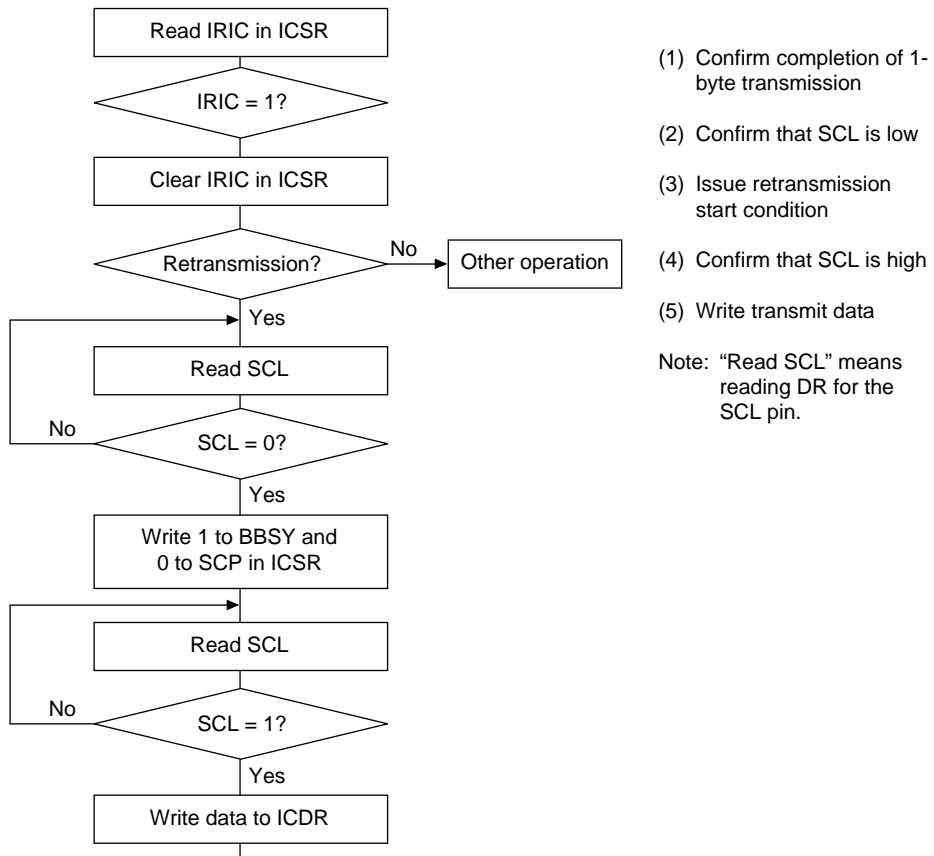 Read IRIC in ICSR
IRIC = 1?
Clear IRIC in ICSR
Retransmission?
No
Other operation
Yes
Read SCL
No
SCL = 0?
Yes
Write 1 to BBSY and
0 to SCP in ICSR
Read SCL
No
SCL = 1?
Yes
Write data to ICDR
(1) Confirm completion of 1-
byte transmission
(2) Confirm that SCL is low
(3) Issue retransmission
start condition
(4) Confirm that SCL is high
(5) Write transmit data
Note: “Read SCL” means
reading DR for the
SCL pin.